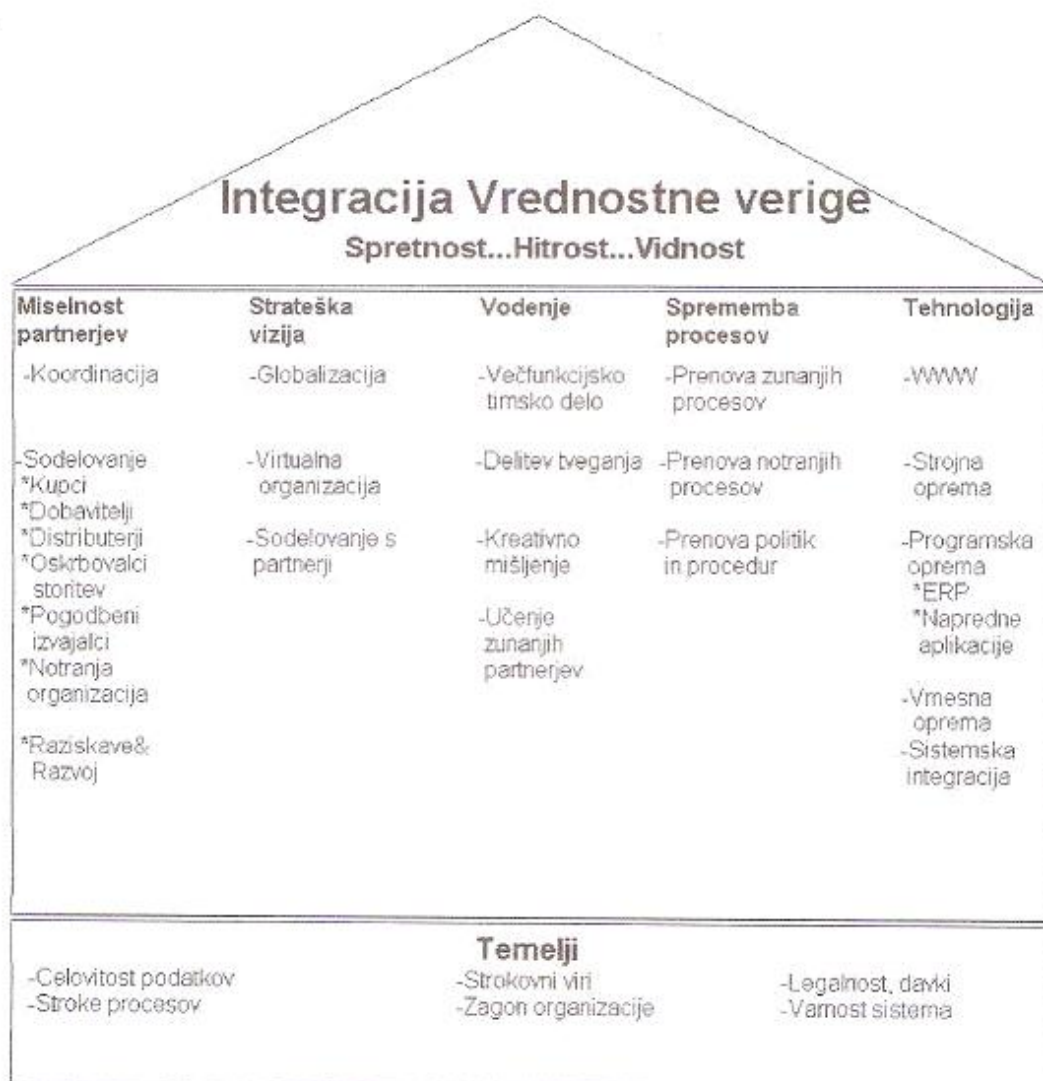 Integracija Vrednostne verige
Spretnost...Hitrost...Vidnost
Miselnost
partnerjev
-Koordinacija
-Sodelovanje
*Kupci
*Dobavitelji
*Distributerji
*Oskrbovalci
storitev
*Pogodbeni
izvajalci
*Notranja
organizacija
*Raziskave&
Razvoj
Strateška
vizija
-Globalizacija
-Virtualna
organizacija
-Sodelovanje s
partnerji
Vodenje
-Večfunkcijsko
timsko delo
-Delitev tveganja
-Kreativno
mišljenje
-Učenje
zunanjih
partnerjev
Sprememba
procesov
-Prenova zunanjih
procesov
-Prenova notranjih
procesov
-Prenova politik
in procedur
Tehnologija
-WWW
-Strojna
oprema
-Programska
oprema
*ERP
*Napredne
aplikacije
-Vmesna
oprema
-Sistemska
integracija
Temelji
-Celovitost podatkov
-Stroke procesov
-Strokovni viri
-Zagon organizacije
-Legalnost, davki
-Varnost sistema